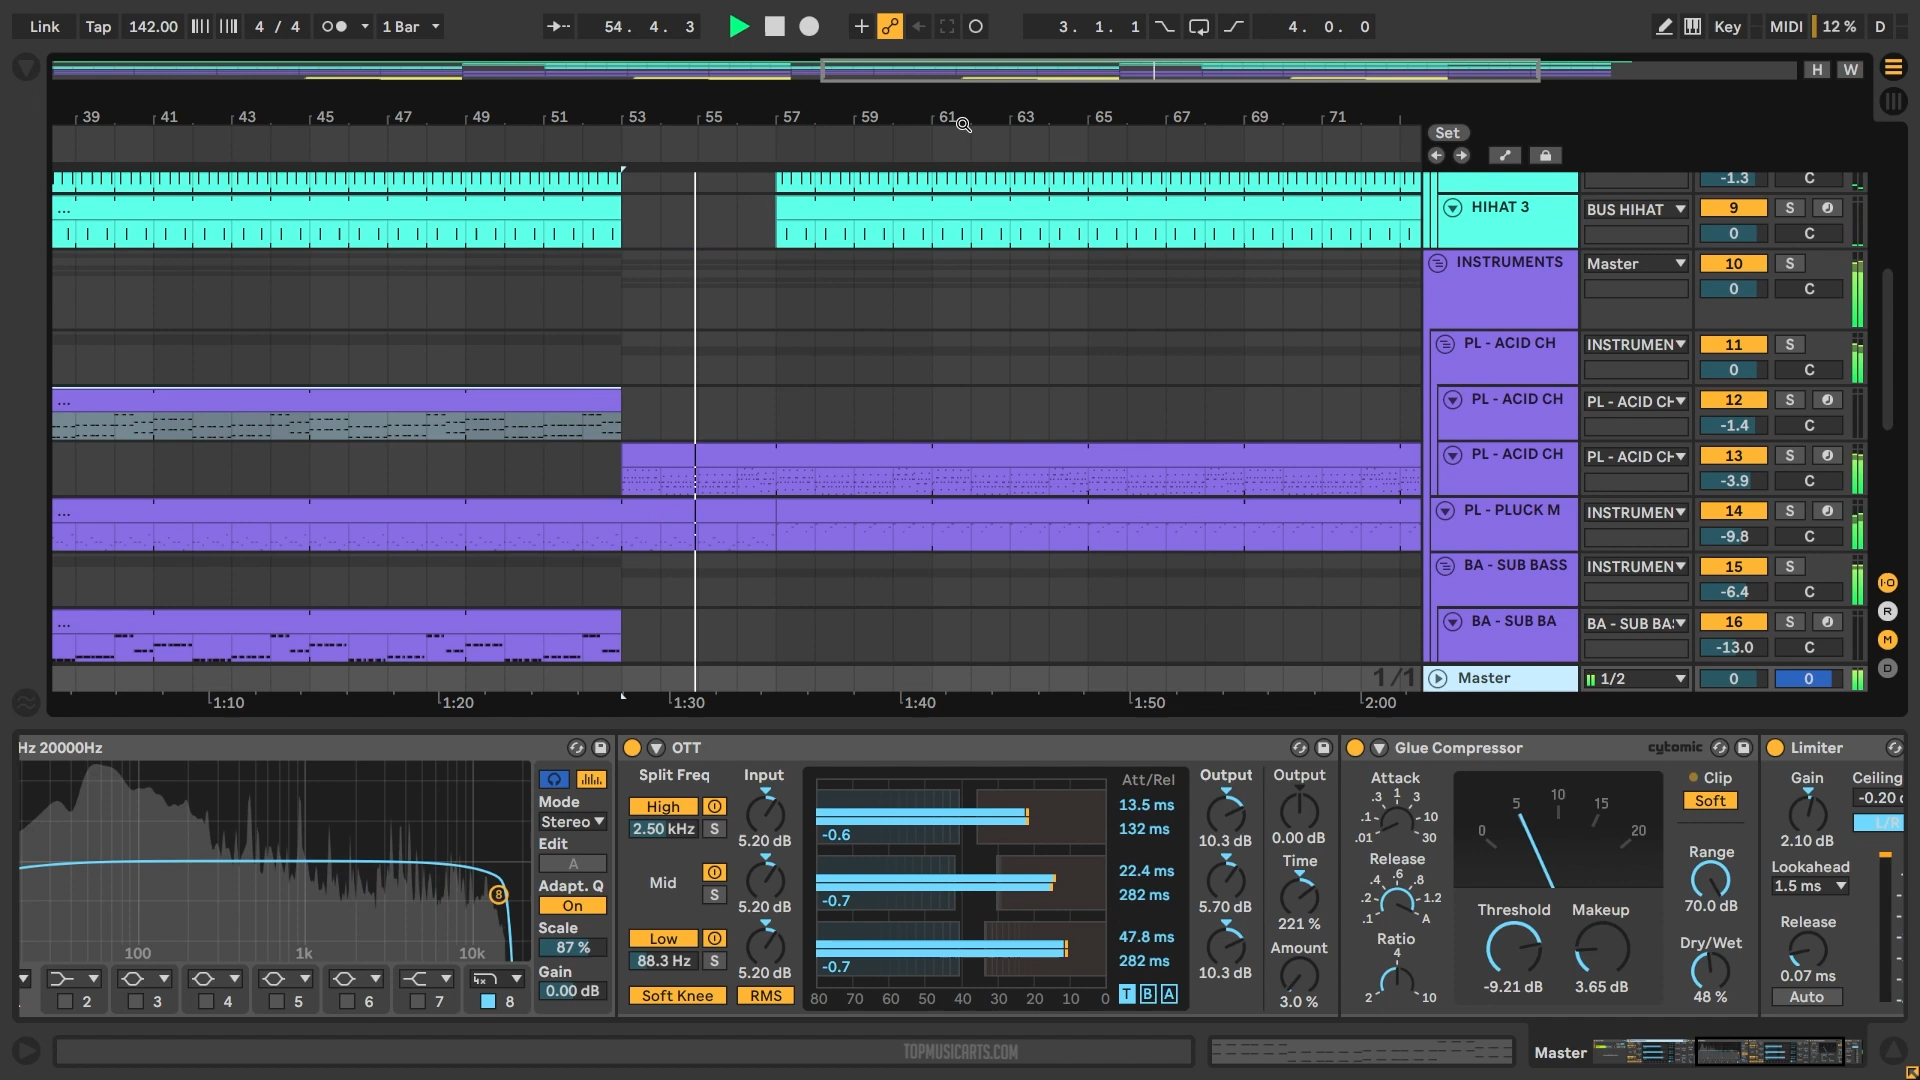 Link Tap 142.00 4 / 4 1 Bar 54. 4. 3 3. 1. 1 4. 0. 0 Key MIDI 12 % D
H W
39 41 43 45 47 49 51 53 55 57 59 61 63 65 67 69 71
Set
-1.3 C
... HIHAT 3 BUS HIHAT 9 S
0 C
INSTRUMENTS Master 10 S
0 C
PL - ACID CH INSTRUMEN 11 S
0 C
... PL - ACID CH PL - ACID CH 12 S
-1.4 C
PL - ACID CH PL - ACID CH 13 S
-3.9 C
... PL - PLUCK M INSTRUMEN 14 S
-9.8 C
BA - SUB BASS INSTRUMEN 15 S
I·O
-6.4 C
R
... BA - SUB BA BA - SUB BA 16 S
M
-13.0 C
D
1/1 Master 1/2 0 0
1:10 1:20 1:30 1:40 1:50 2:00
Hz 20000Hz
Mode
Stereo
Edit
A
Adapt. Q
On
Scale
87 %
Gain
0.00 dB
8
100 1k 10k
2 3 4 5 6 7 8
OTT
Split Freq Input Att/Rel Output Output
High 13.5 ms
2.50 kHz S -0.6 132 ms
5.20 dB 10.3 dB 0.00 dB
Time
Mid 22.4 ms
S -0.7 282 ms
5.20 dB 5.70 dB 221 %
Low 47.8 ms Amount
88.3 Hz S -0.7 282 ms
5.20 dB 10.3 dB
Soft Knee RMS 80 70 60 50 40 30 20 10 0 T B A 3.0 %
Glue Compressor cytomic
Attack
.01 .1 .3 1 3 10 30
Release
.1 .2 .4 .6 .8 1.2 A
Ratio
2 4 10
0 5 10 15 20
Threshold Makeup
-9.21 dB 3.65 dB
Clip
Soft
Range
70.0 dB
Dry/Wet
48 %
Limiter
Gain Ceiling
2.10 dB -0.20
L/R
Lookahead
1.5 ms
Release
0.07 ms
Auto
TOPMUSICARTS.COM Master